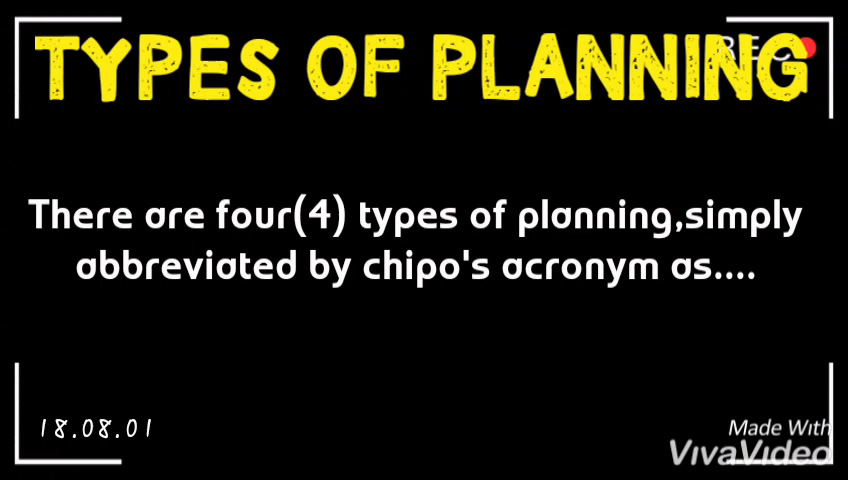 TYPES OF PLANNING
REC
There are four(4) types of planning,simply
abbreviated by chipo's acronym as....
18.08.01
Made With
VivaVideo